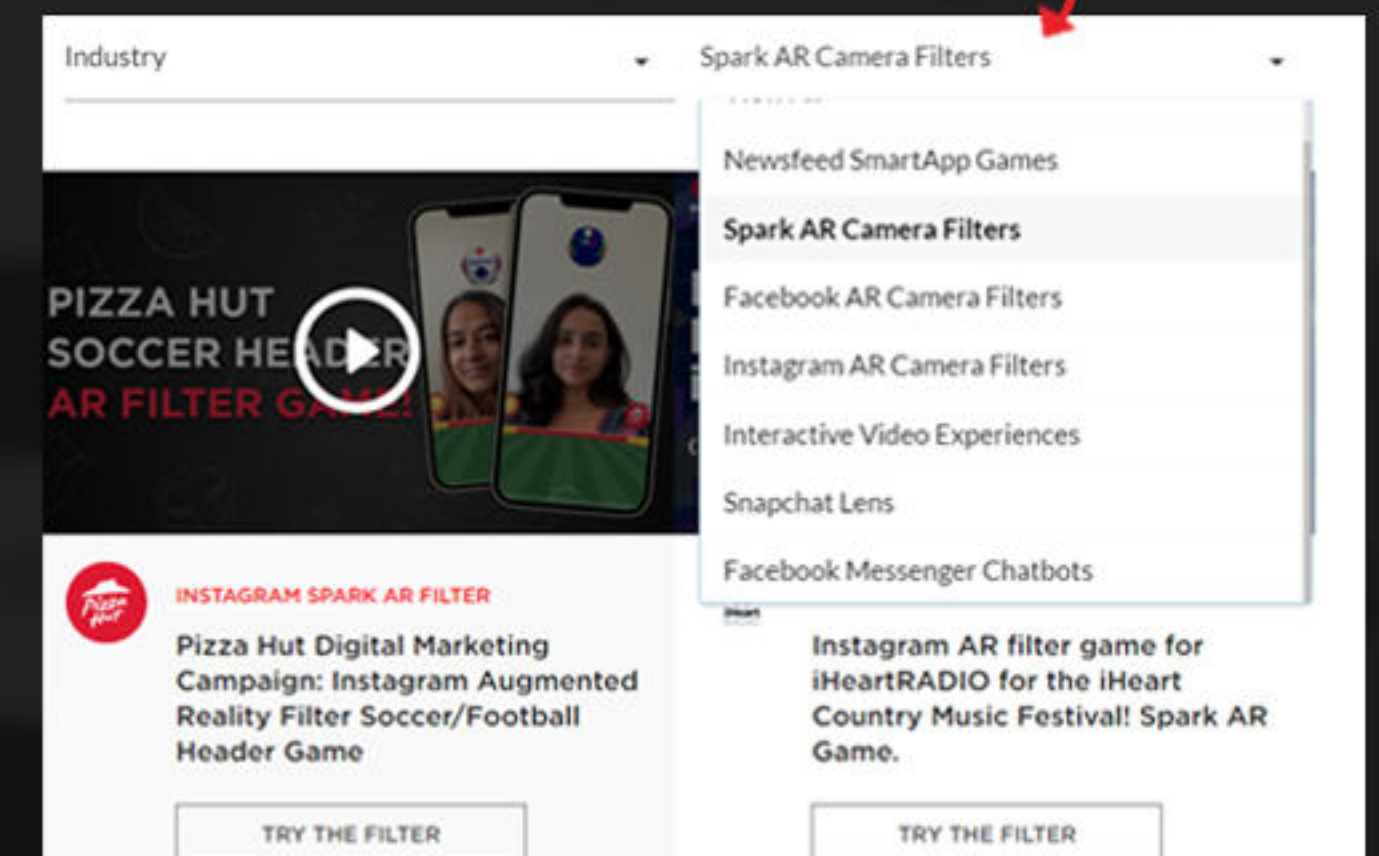 Industry
Spark AR Camera Filters
Newsfeed SmartApp Games
Spark AR Camera Filters
Facebook AR Camera Filters
Instagram AR Camera Filters
Interactive Video Experiences
Snapchat Lens
Facebook Messenger Chatbots
PIZZA HUT
SOCCER HEADER
AR FILTER GAME!
Pizza
Hut
INSTAGRAM SPARK AR FILTER
Pizza Hut Digital Marketing
Campaign: Instagram Augmented
Reality Filter Soccer/Football
Header Game
TRY THE FILTER
iHeart
Instagram AR filter game for
iHeartRADIO for the iHeart
Country Music Festival! Spark AR
Game.
TRY THE FILTER